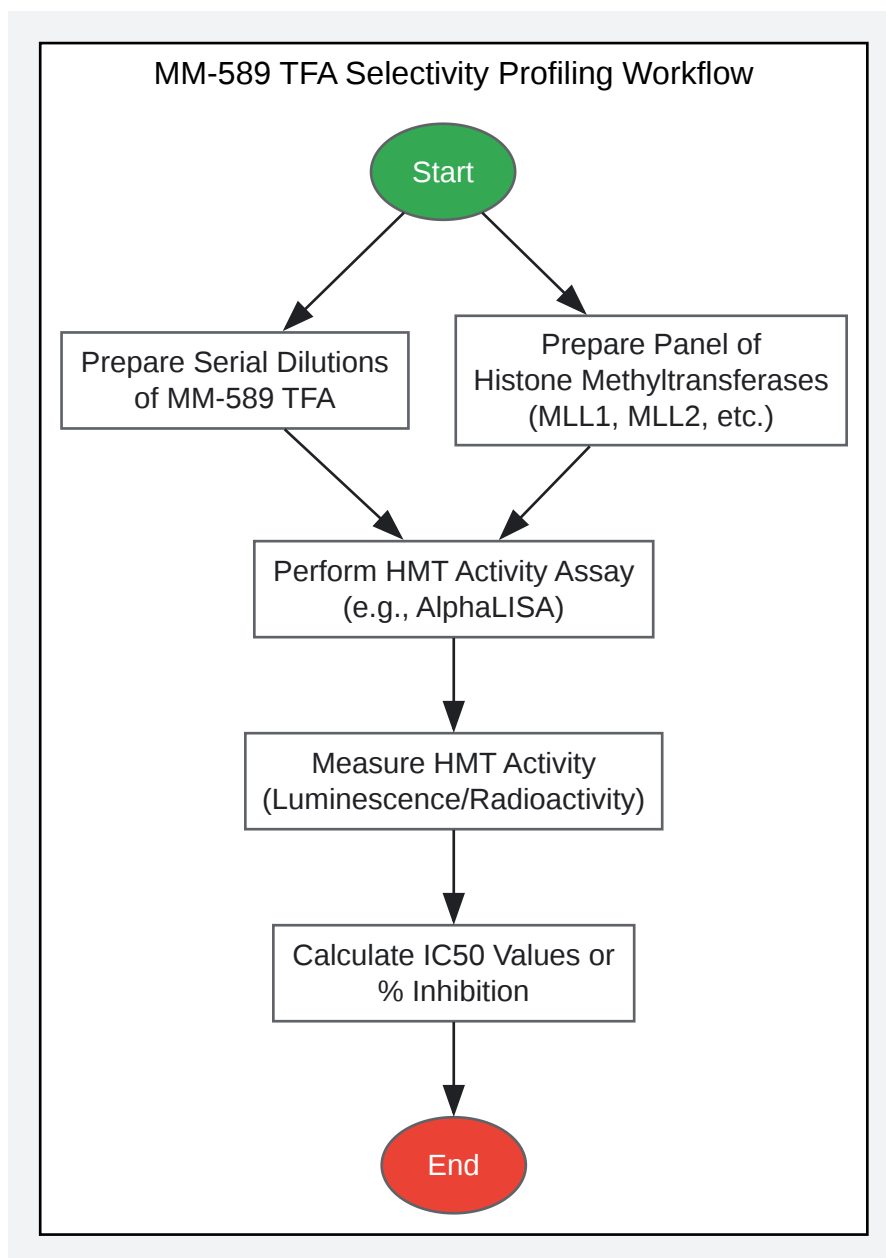 MM-589 TFA Selectivity Profiling Workflow
Start
Prepare Serial Dilutions
of MM-589 TFA
Prepare Panel of
Histone Methyltransferases
(MLL1, MLL2, etc.)
Perform HMT Activity Assay
(e.g., AlphaLISA)
Measure HMT Activity
(Luminescence/Radioactivity)
Calculate IC50 Values or
% Inhibition
End